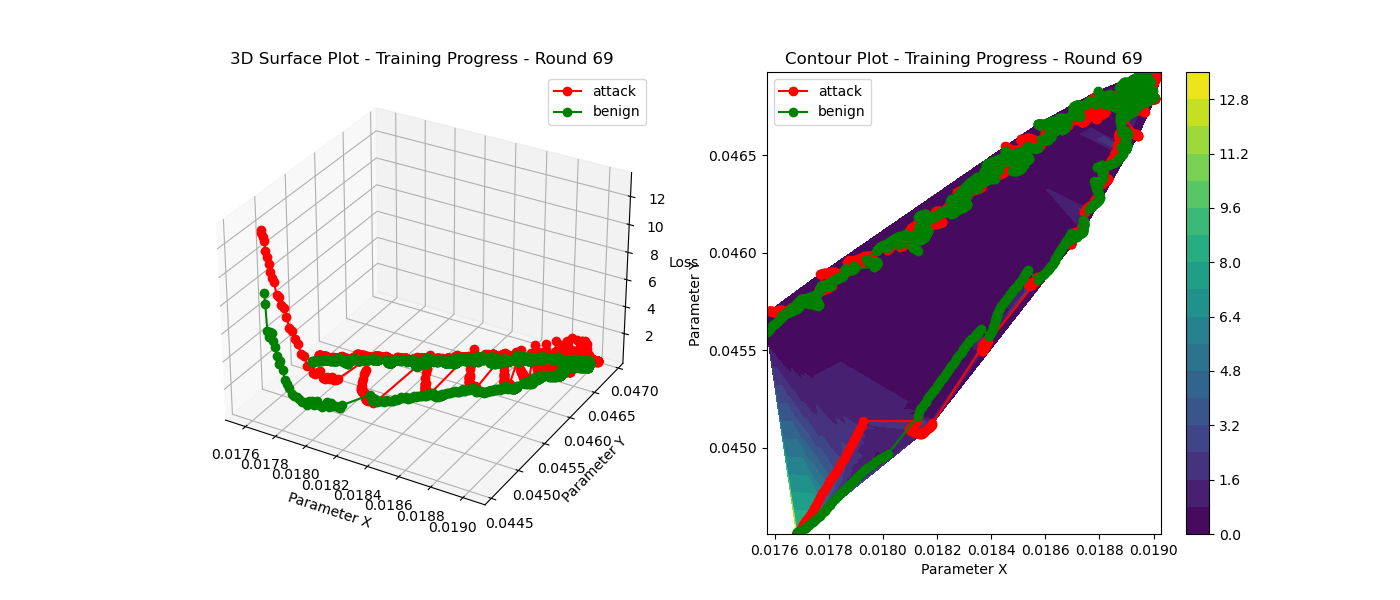 3D Surface Plot - Training Progress - Round 69
attack
benign
12
10
8
6
4
2
Loss
0.0470
0.0465
0.0460
0.0455
0.0450
0.0445
Parameter Y
0.0176
0.0178
0.0180
0.0182
0.0184
0.0186
0.0188
0.0190
Parameter X
Contour Plot - Training Progress - Round 69
attack
benign
0.0465
0.0460
0.0455
0.0450
Parameter Y
0.0176 0.0178 0.0180 0.0182 0.0184 0.0186 0.0188 0.0190
Parameter X
12.8
11.2
9.6
8.0
6.4
4.8
3.2
1.6
0.0